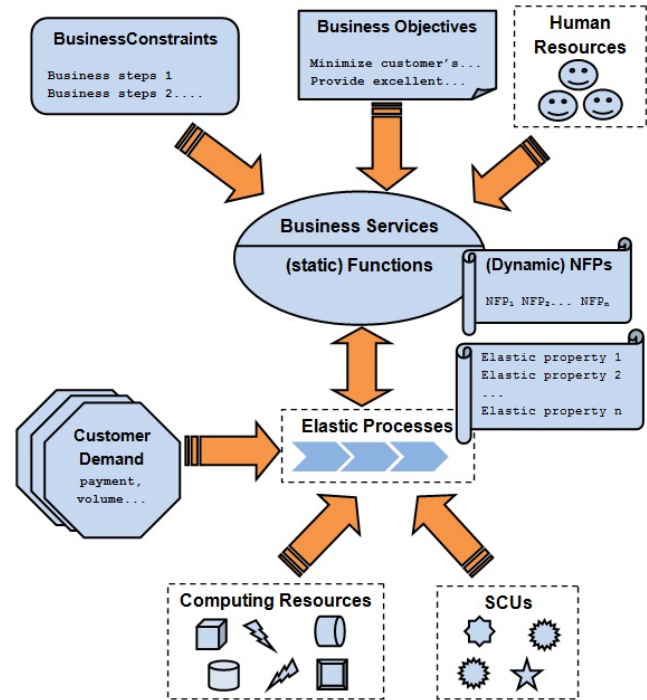 BusinessConstraints
Business steps 1
Business steps 2....
Business Objectives
Minimize customer's...
Provide excellent...
Human
Resources
Business Services
(static) Functions
(Dynamic) NFPs
NFP₁ NFP₂... NFPₙ
Elastic property 1
Elastic property 2
...
Elastic property n
Elastic Processes
Customer
Demand
payment,
volume...
Computing Resources
SCUs